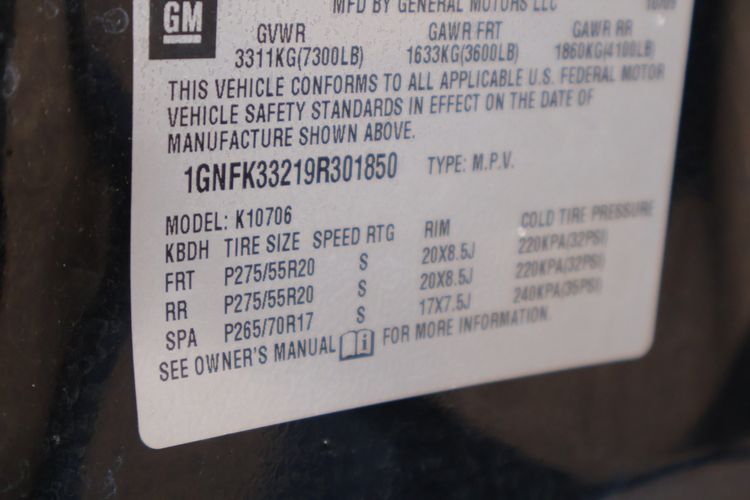 GM
MFD BY GENERAL MOTORS LLC
GVWR GAWR FRT GAWR RR
3311KG(7300LB) 1633KG(3600LB) 1860KG(4100LB)
THIS VEHICLE CONFORMS TO ALL APPLICABLE U.S. FEDERAL MOTOR
VEHICLE SAFETY STANDARDS IN EFFECT ON THE DATE OF
MANUFACTURE SHOWN ABOVE.
1GNFK33219R301850 TYPE: M.P.V.
MODEL: K10706
KBDH TIRE SIZE SPEED RTG RIM COLD TIRE PRESSURE
FRT P275/55R20 S 20X8.5J 220KPA(32PSI)
RR P275/55R20 S 20X8.5J 220KPA(32PSI)
SPA P265/70R17 S 17X7.5J 240KPA(35PSI)
SEE OWNER'S MANUAL i FOR MORE INFORMATION